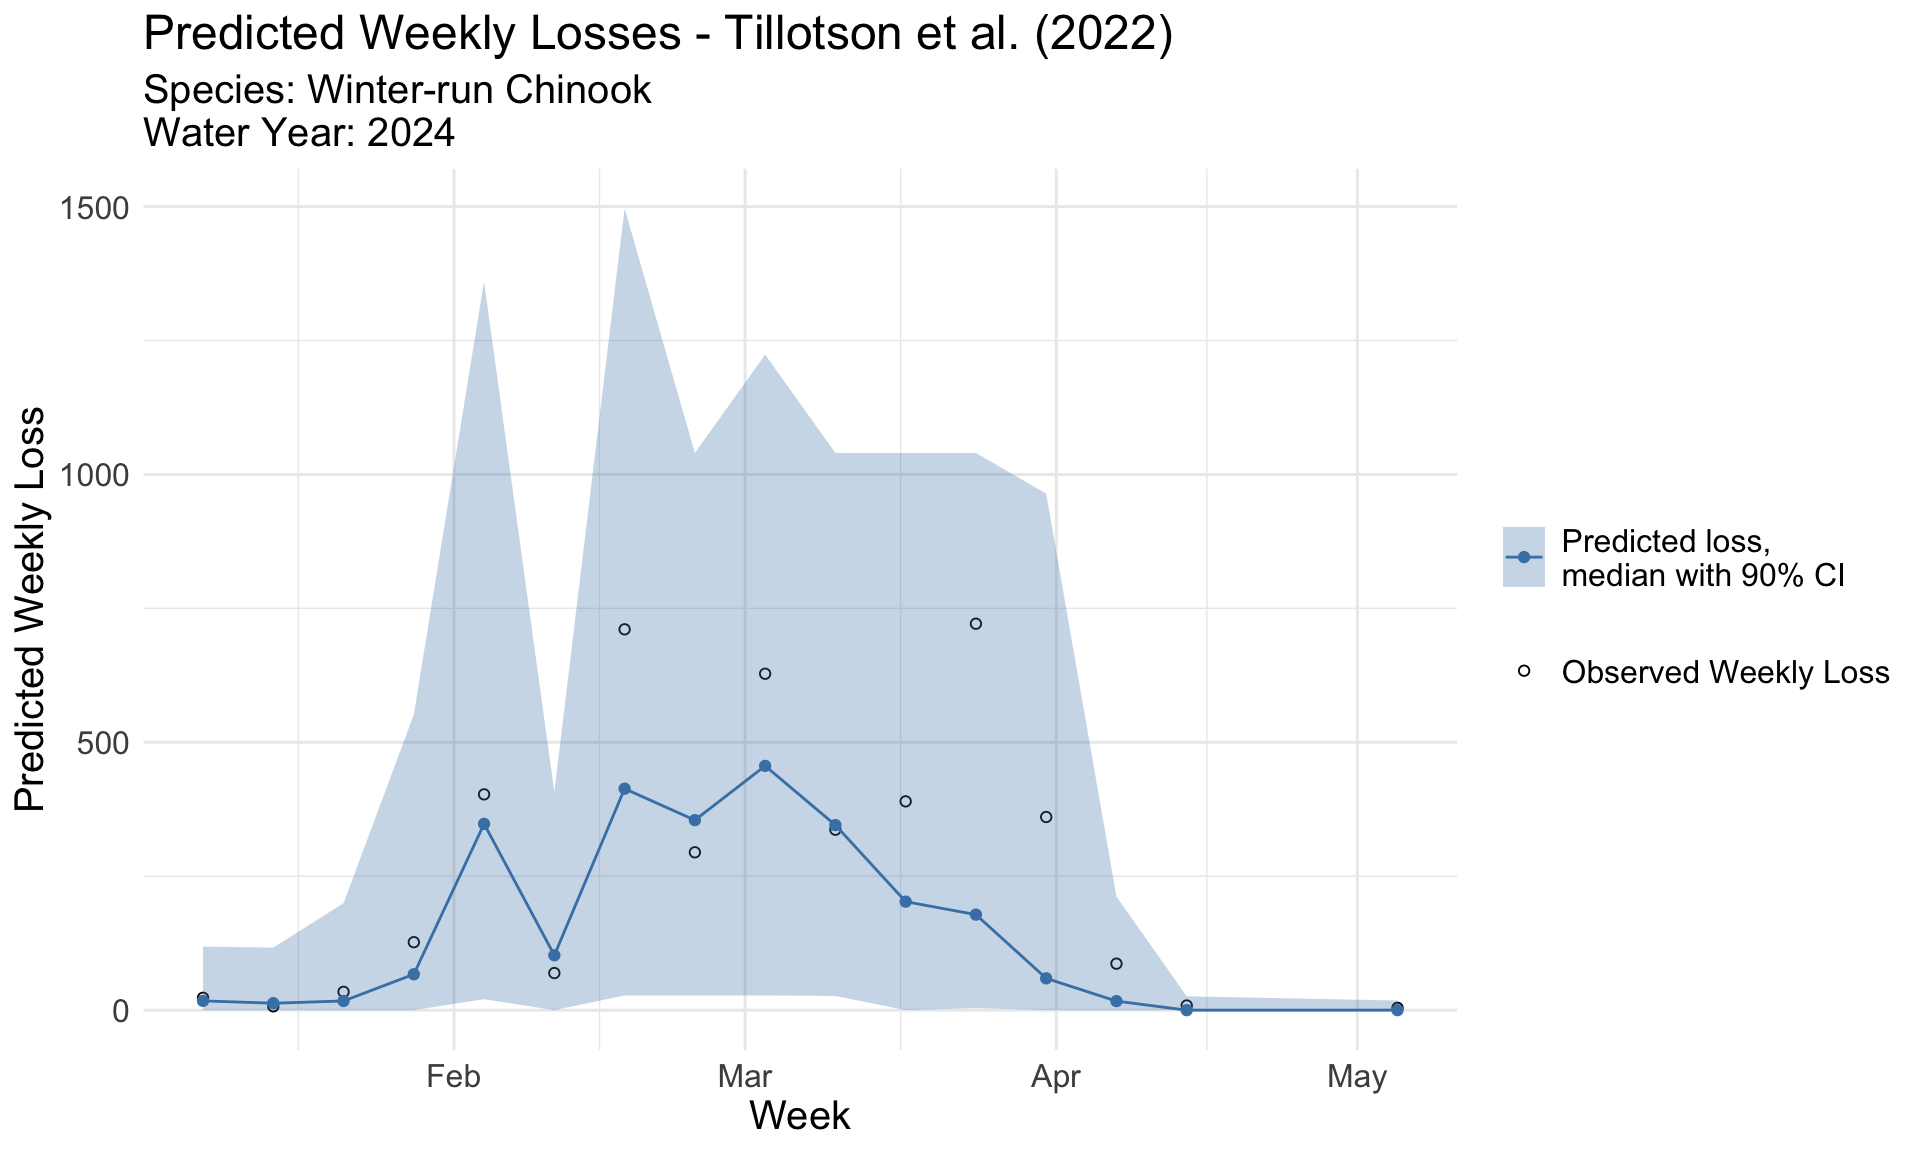 Predicted Weekly Losses - Tillotson et al. (2022)
Species: Winter-run Chinook
Water Year: 2024
Predicted Weekly Loss
1500
1000
500
0
Feb
Mar
Apr
May
Week
Predicted loss,
median with 90% CI
Observed Weekly Loss